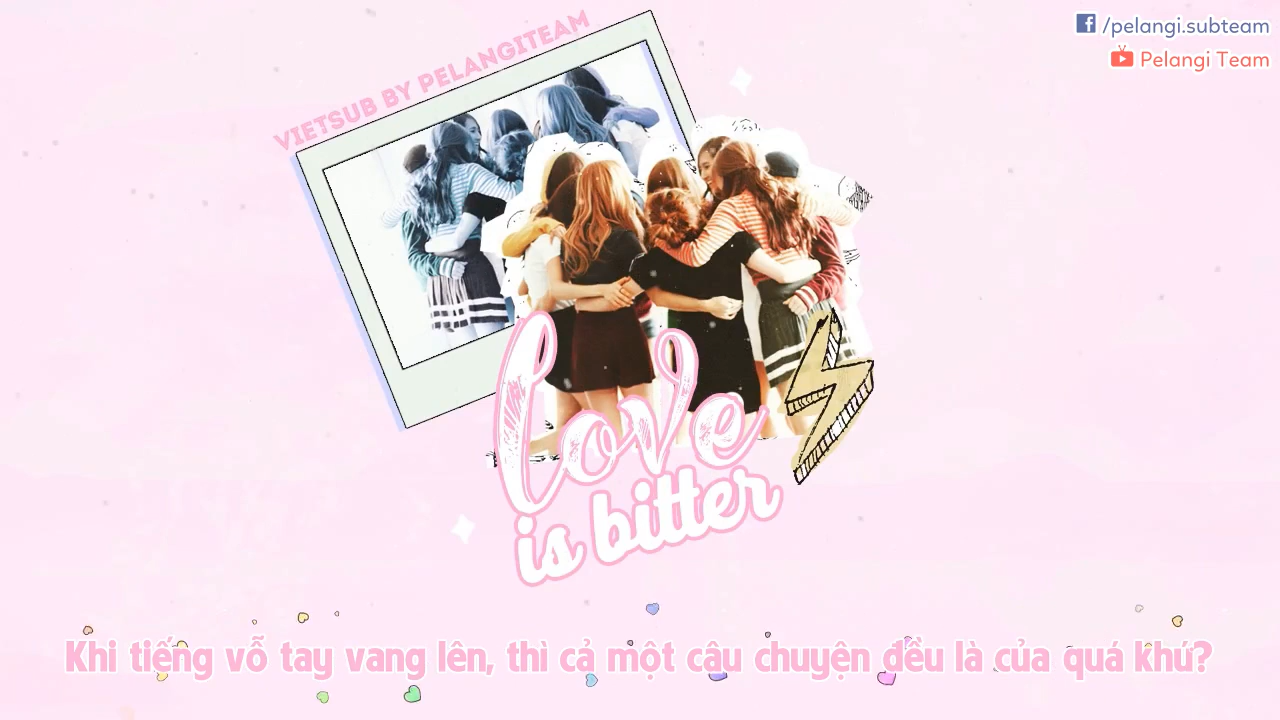 /pelangi.subteam
Pelangi Team
VIETSUB BY PELANGITEAM
love
is bitter
Khi tiếng vỗ tay vang lên, thì cả một câu chuyện đều là của quá khứ?